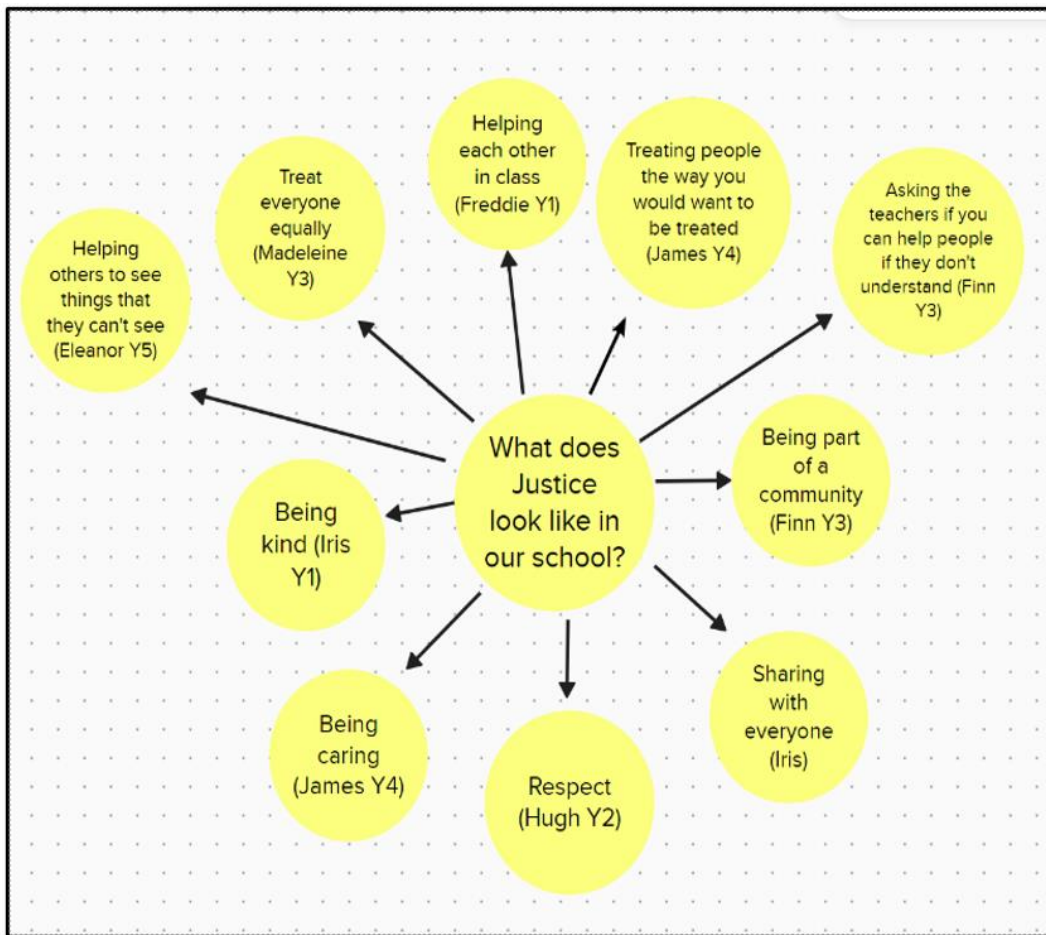 Helping
each other
in class
(Freddie Y1)
Treating people
the way you
would want to
be treated
(James Y4)
Treat
everyone
equally
(Madeleine
Y3)
Asking the
teachers if you
can help people
if they don't
understand (Finn
Y3)
Helping
others to see
things that
they can't see
(Eleanor Y5)
What does
Justice
look like in
our school?
Being part
of a
community
(Finn Y3)
Being
kind (Iris
Y1)
Sharing
with
everyone
(Iris)
Being
caring
(James Y4)
Respect
(Hugh Y2)